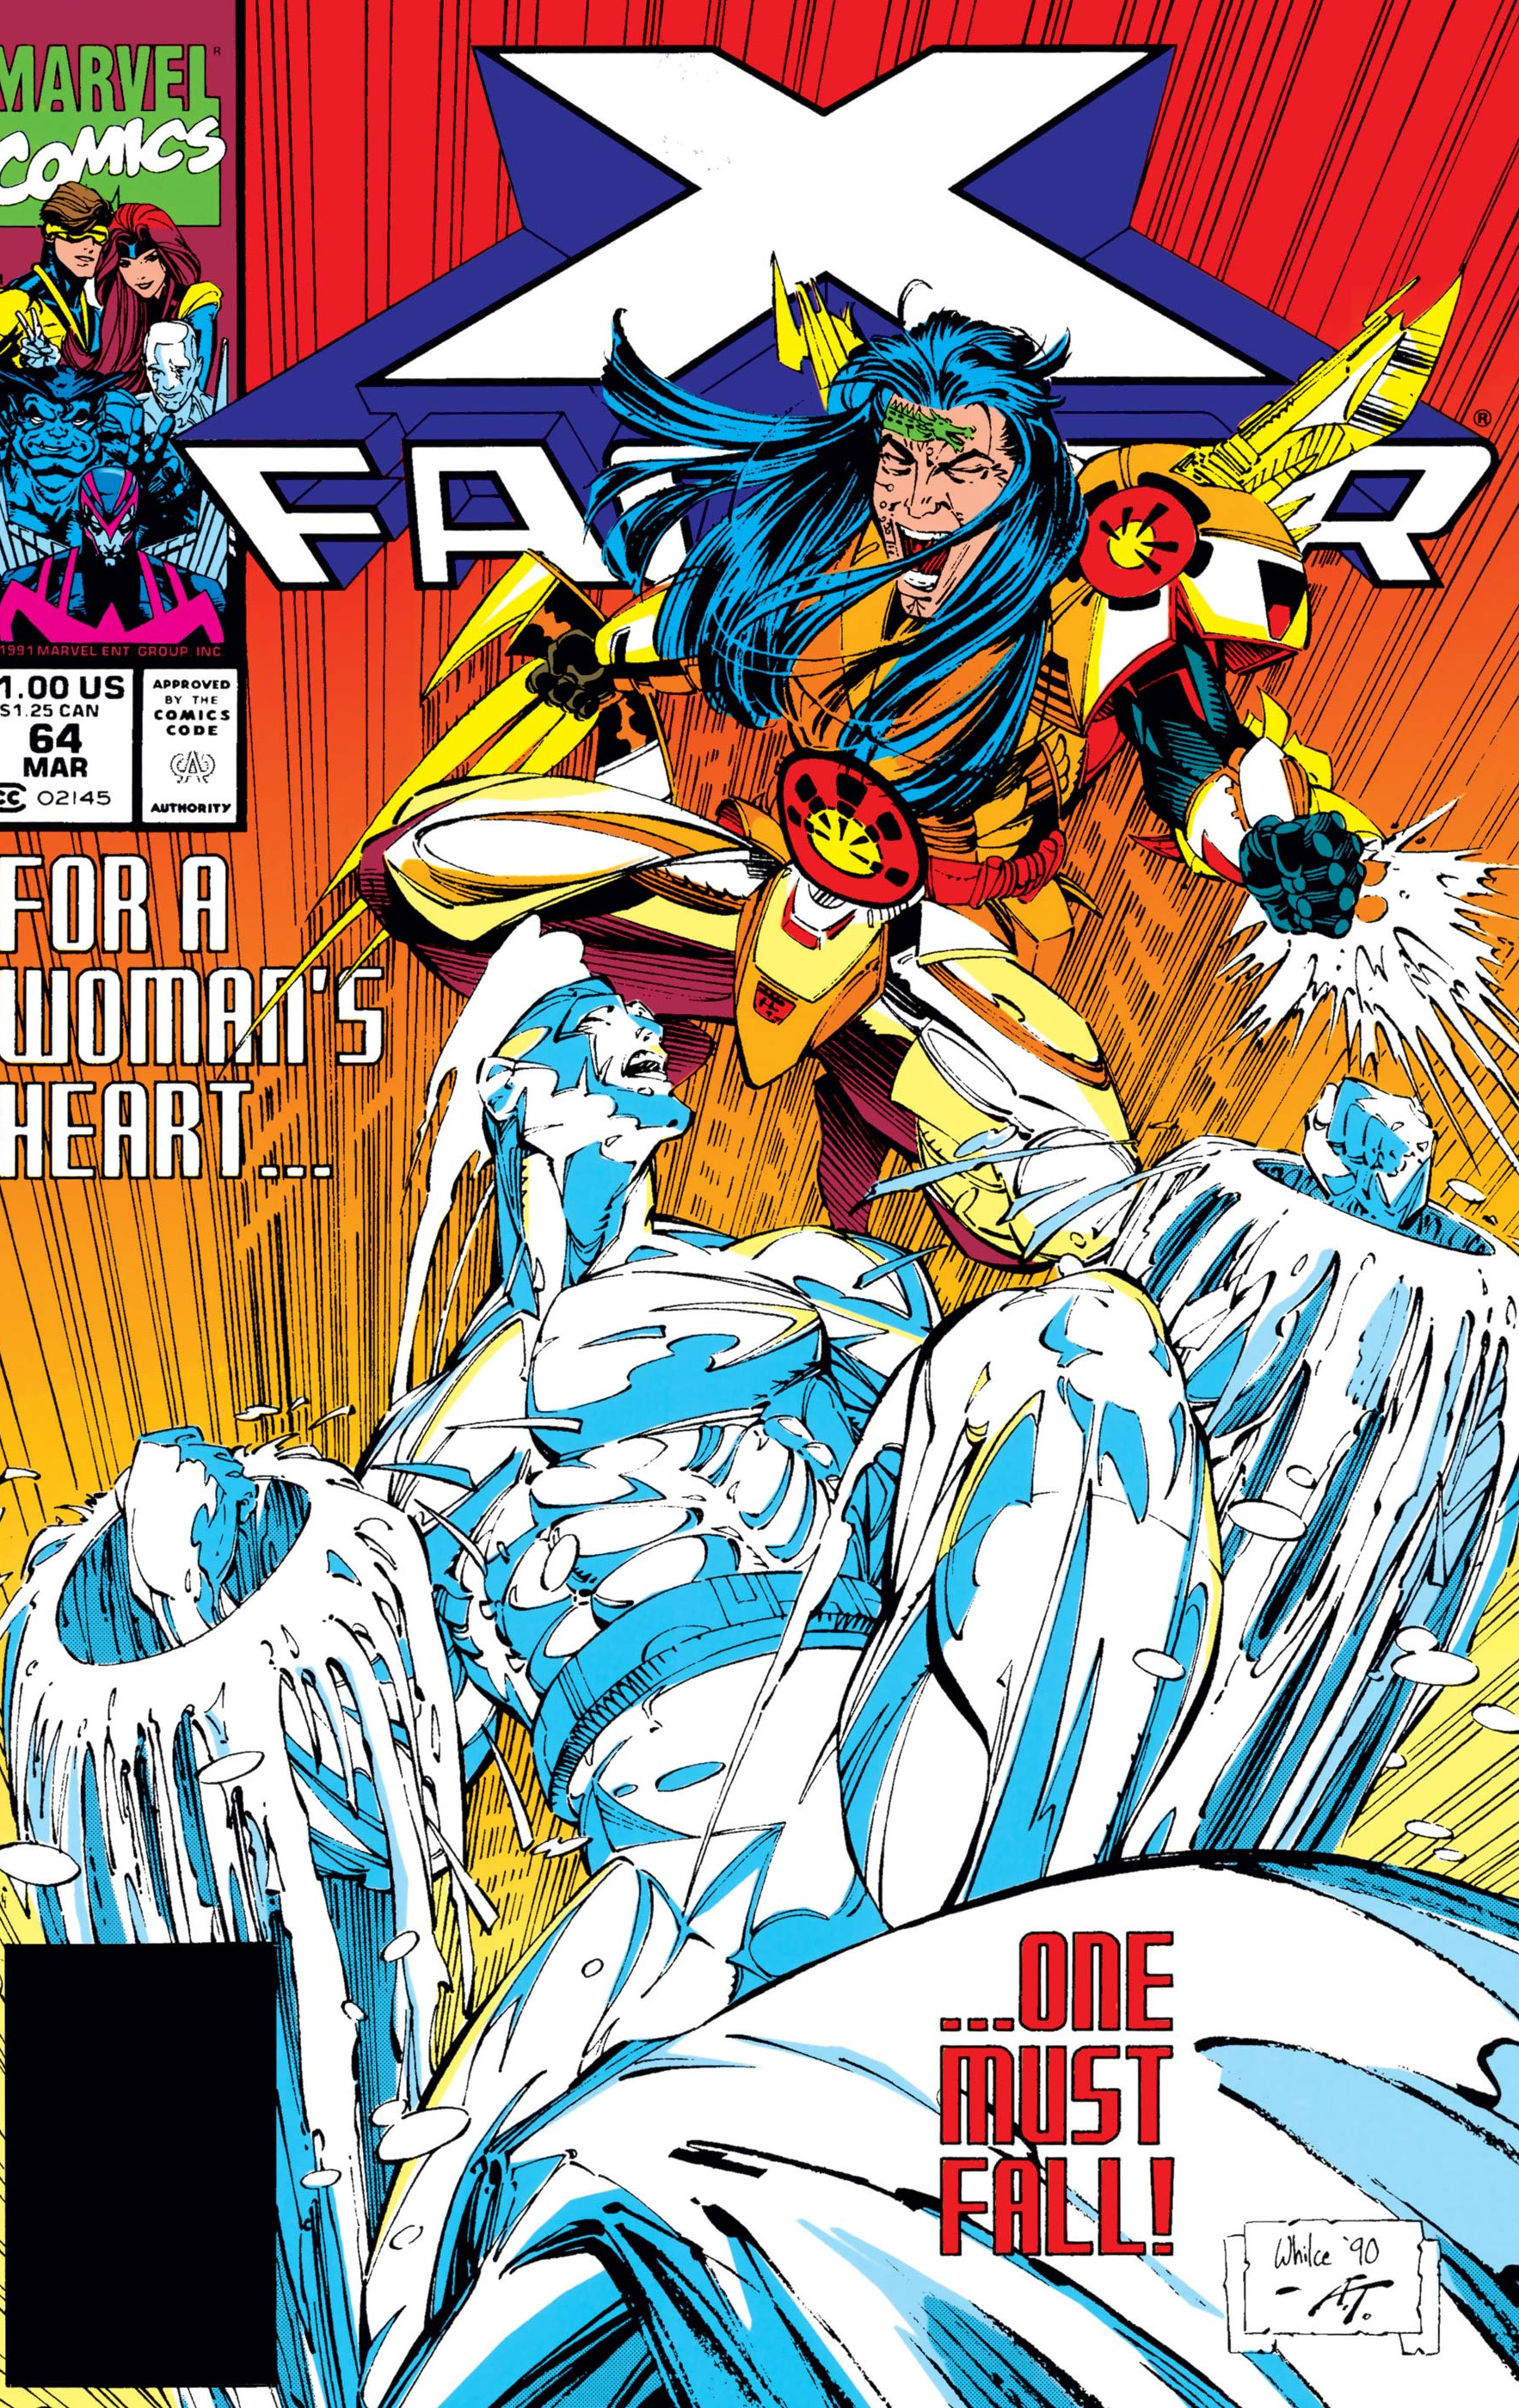 MARVEL®
COMICS
X
FACTOR®
1991 MARVEL ENT GROUP, INC
1.00 US
$1.25 CAN
64
MAR
CC 02145
APPROVED
BY THE
COMICS
CODE
AUTHORITY
FOR A
WOMAN'S
HEART...
...ONE
MUST
FALL!
Whilce '90
- A.T.